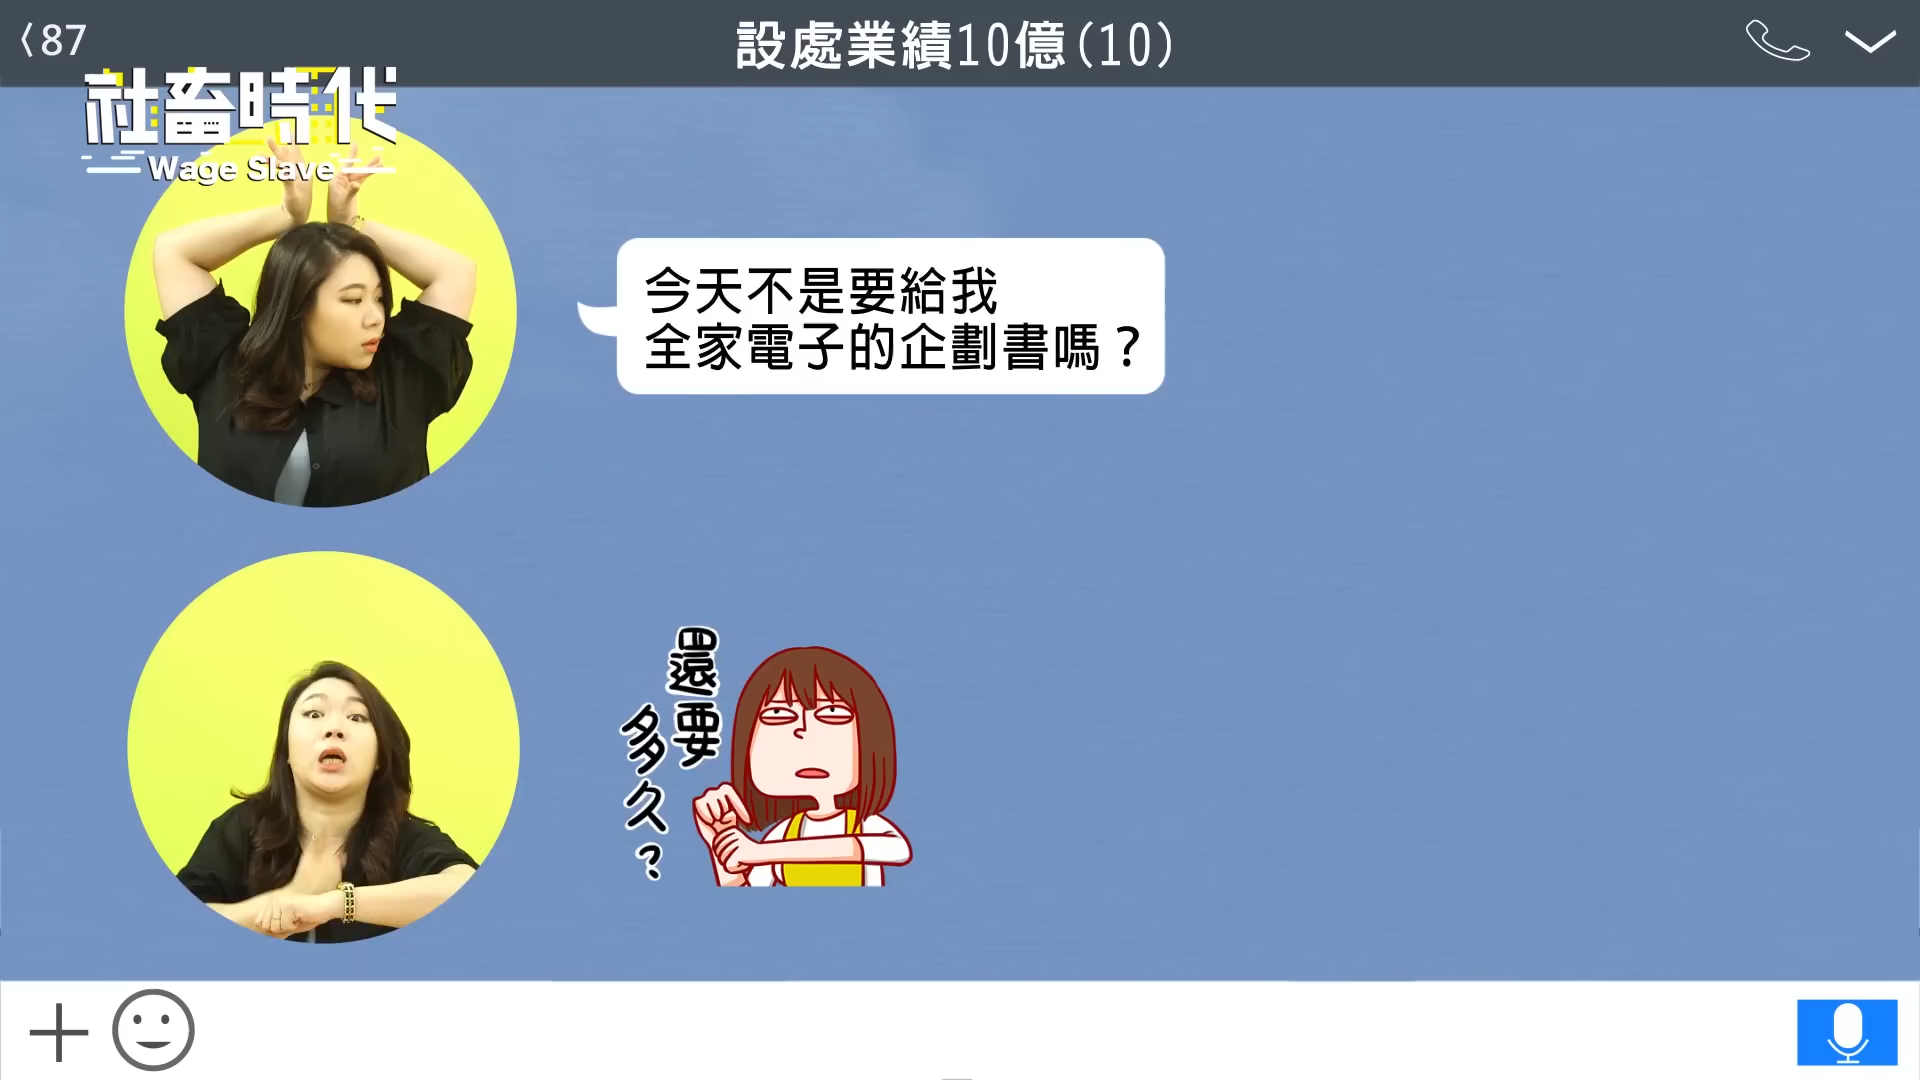 87
設處業績10億(10)
社畜時代
Wage Slave
今天不是要給我
全家電子的企劃書嗎？
還要
多久？